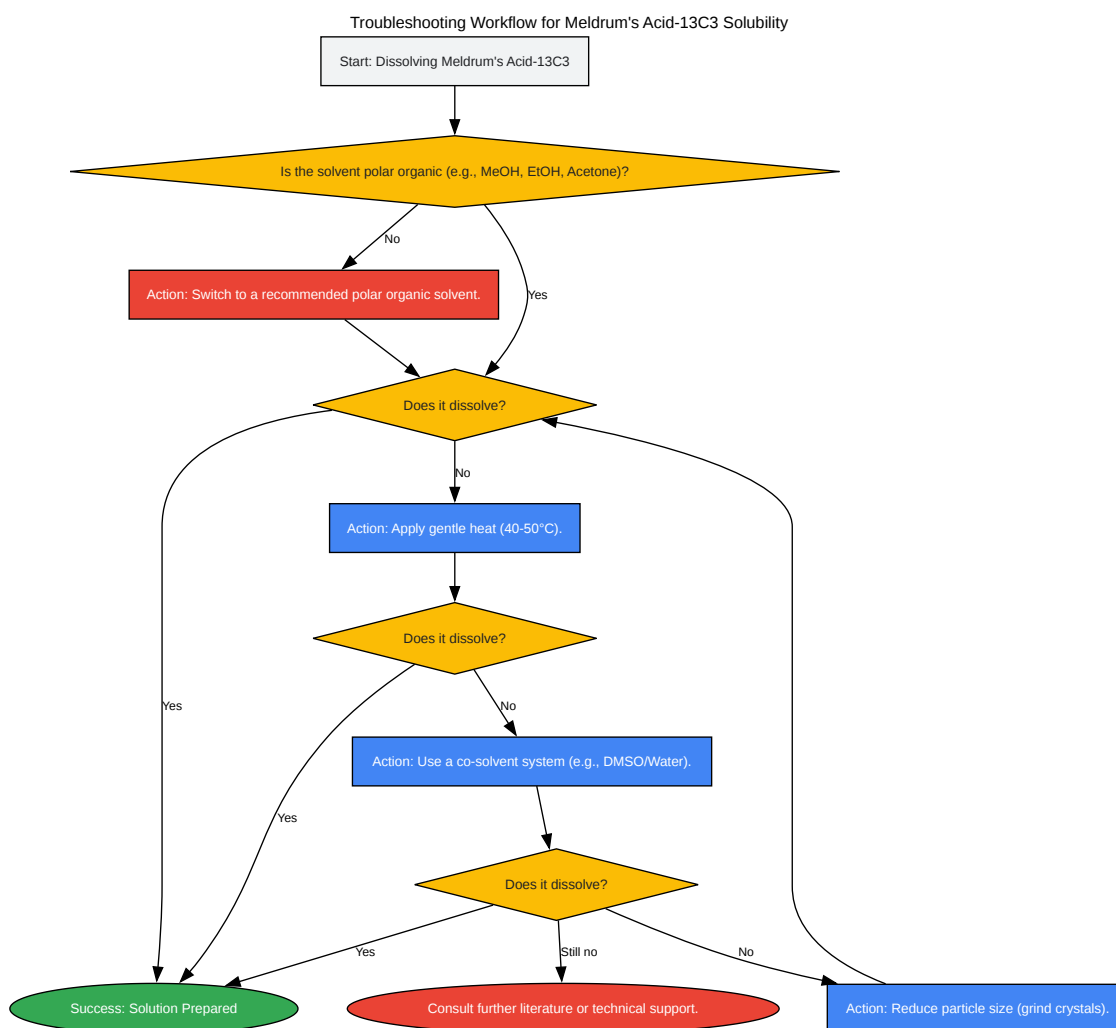 Troubleshooting Workflow for Meldrum's Acid-13C3 Solubility
Start: Dissolving Meldrum's Acid-13C3
Is the solvent polar organic (e.g., MeOH, EtOH, Acetone)?
No
Yes
Action: Switch to a recommended polar organic solvent.
Does it dissolve?
No
Action: Apply gentle heat (40-50°C).
Does it dissolve?
Yes
No
Action: Use a co-solvent system (e.g., DMSO/Water).
Yes
Does it dissolve?
Yes
Still no
No
Success: Solution Prepared
Consult further literature or technical support.
Action: Reduce particle size (grind crystals).